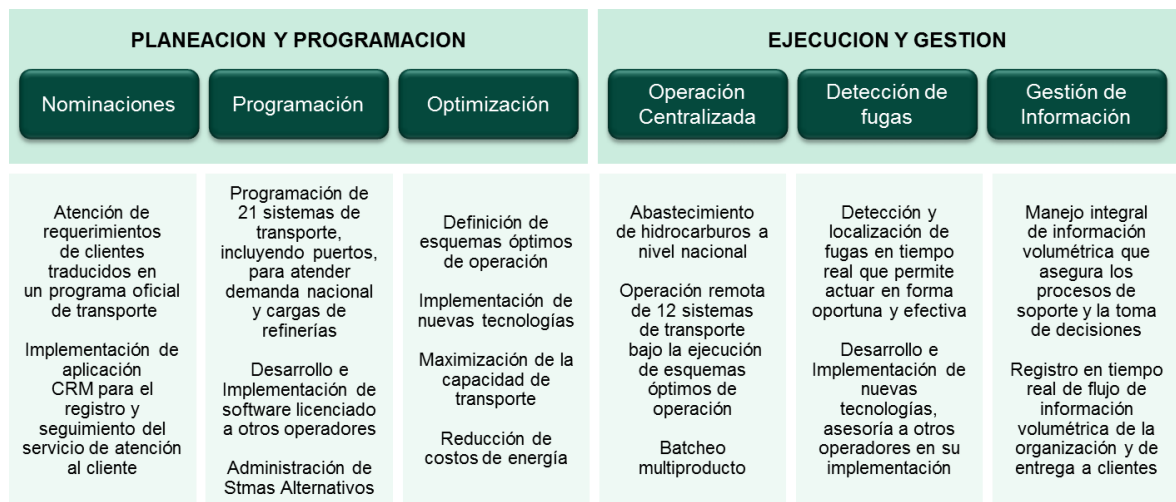 PLANEACION Y PROGRAMACION
Nominaciones
Programación
Optimización
Atención de
requerimientos
de clientes
traducidos en
un programa oficial
de transporte
Implementación de
aplicación
CRM para el
registro y
seguimiento del
servicio de atención
al cliente
Programación de
21 sistemas de
transporte,
incluyendo puertos,
para atender
demanda nacional
y cargas de
refinerías
Desarrollo e
Implementación de
software licenciado
a otros operadores
Administración de
Stmas Alternativos
Definición de
esquemas óptimos
de operación
Implementación de
nuevas tecnologías
Maximización de la
capacidad de
transporte
Reducción de
costos de energía
EJECUCION Y GESTION
Operación
Centralizada
Detección de
fugas
Gestión de
Información
Abastecimiento
de hidrocarburos a
nivel nacional
Operación remota
de 12 sistemas
de transporte
bajo la ejecución
de esquemas
óptimos de
operación
Batcheo
multiproducto
Detección y
localización de
fugas en tiempo
real que permite
actuar en forma
oportuna y efectiva
Desarrollo e
Implementación de
nuevas
tecnologías,
asesoría a otros
operadores en su
implementación
Manejo integral
de información
volumétrica que
asegura los
procesos de
soporte y la toma
de decisiones
Registro en tiempo
real de flujo de
información
volumétrica de la
organización y de
entrega a clientes